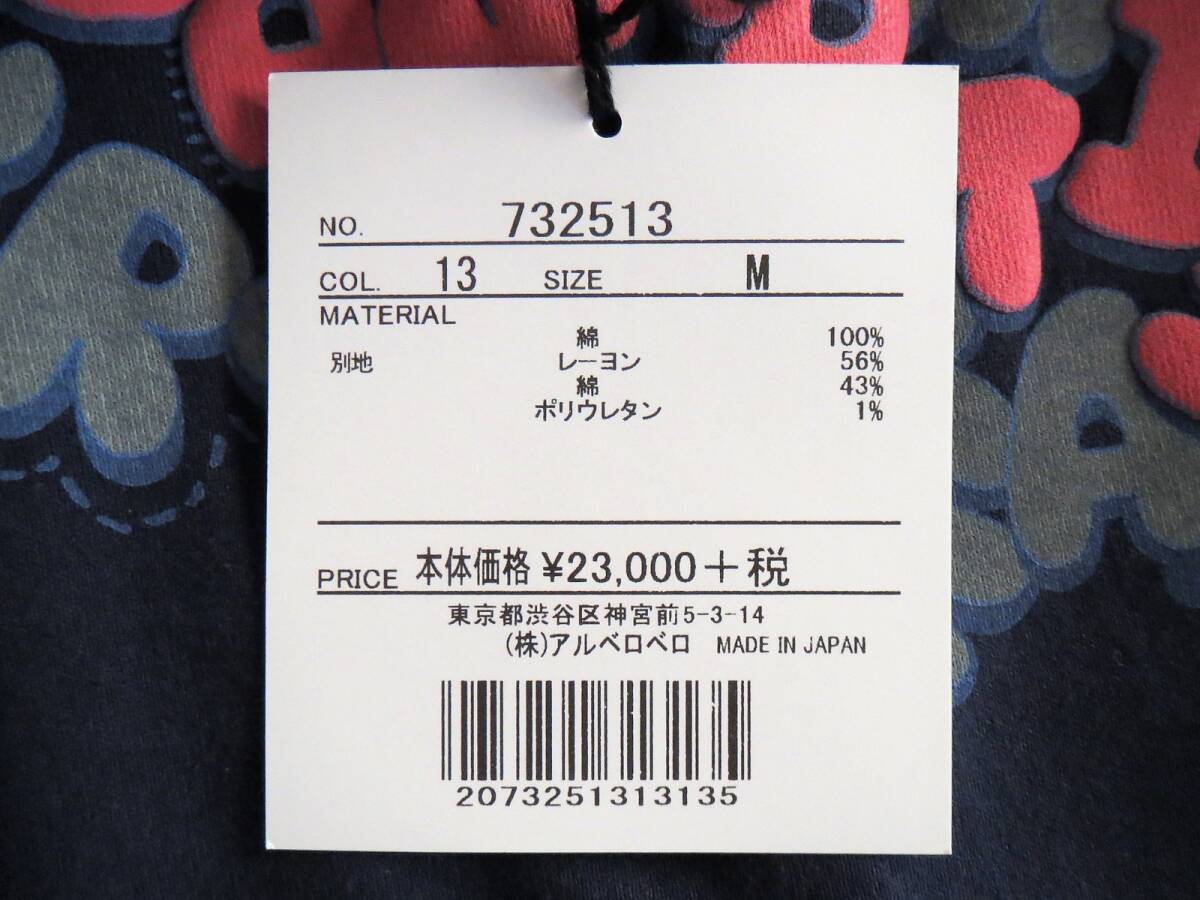 NO. 732513
COL. 13 SIZE M
MATERIAL
綿 100%
別地 レーヨン 56%
綿 43%
ポリウレタン 1%
PRICE 本体価格 ¥23,000+税
東京都渋谷区神宮前5-3-14
(株)アルベロベロ MADE IN JAPAN
2073251313135